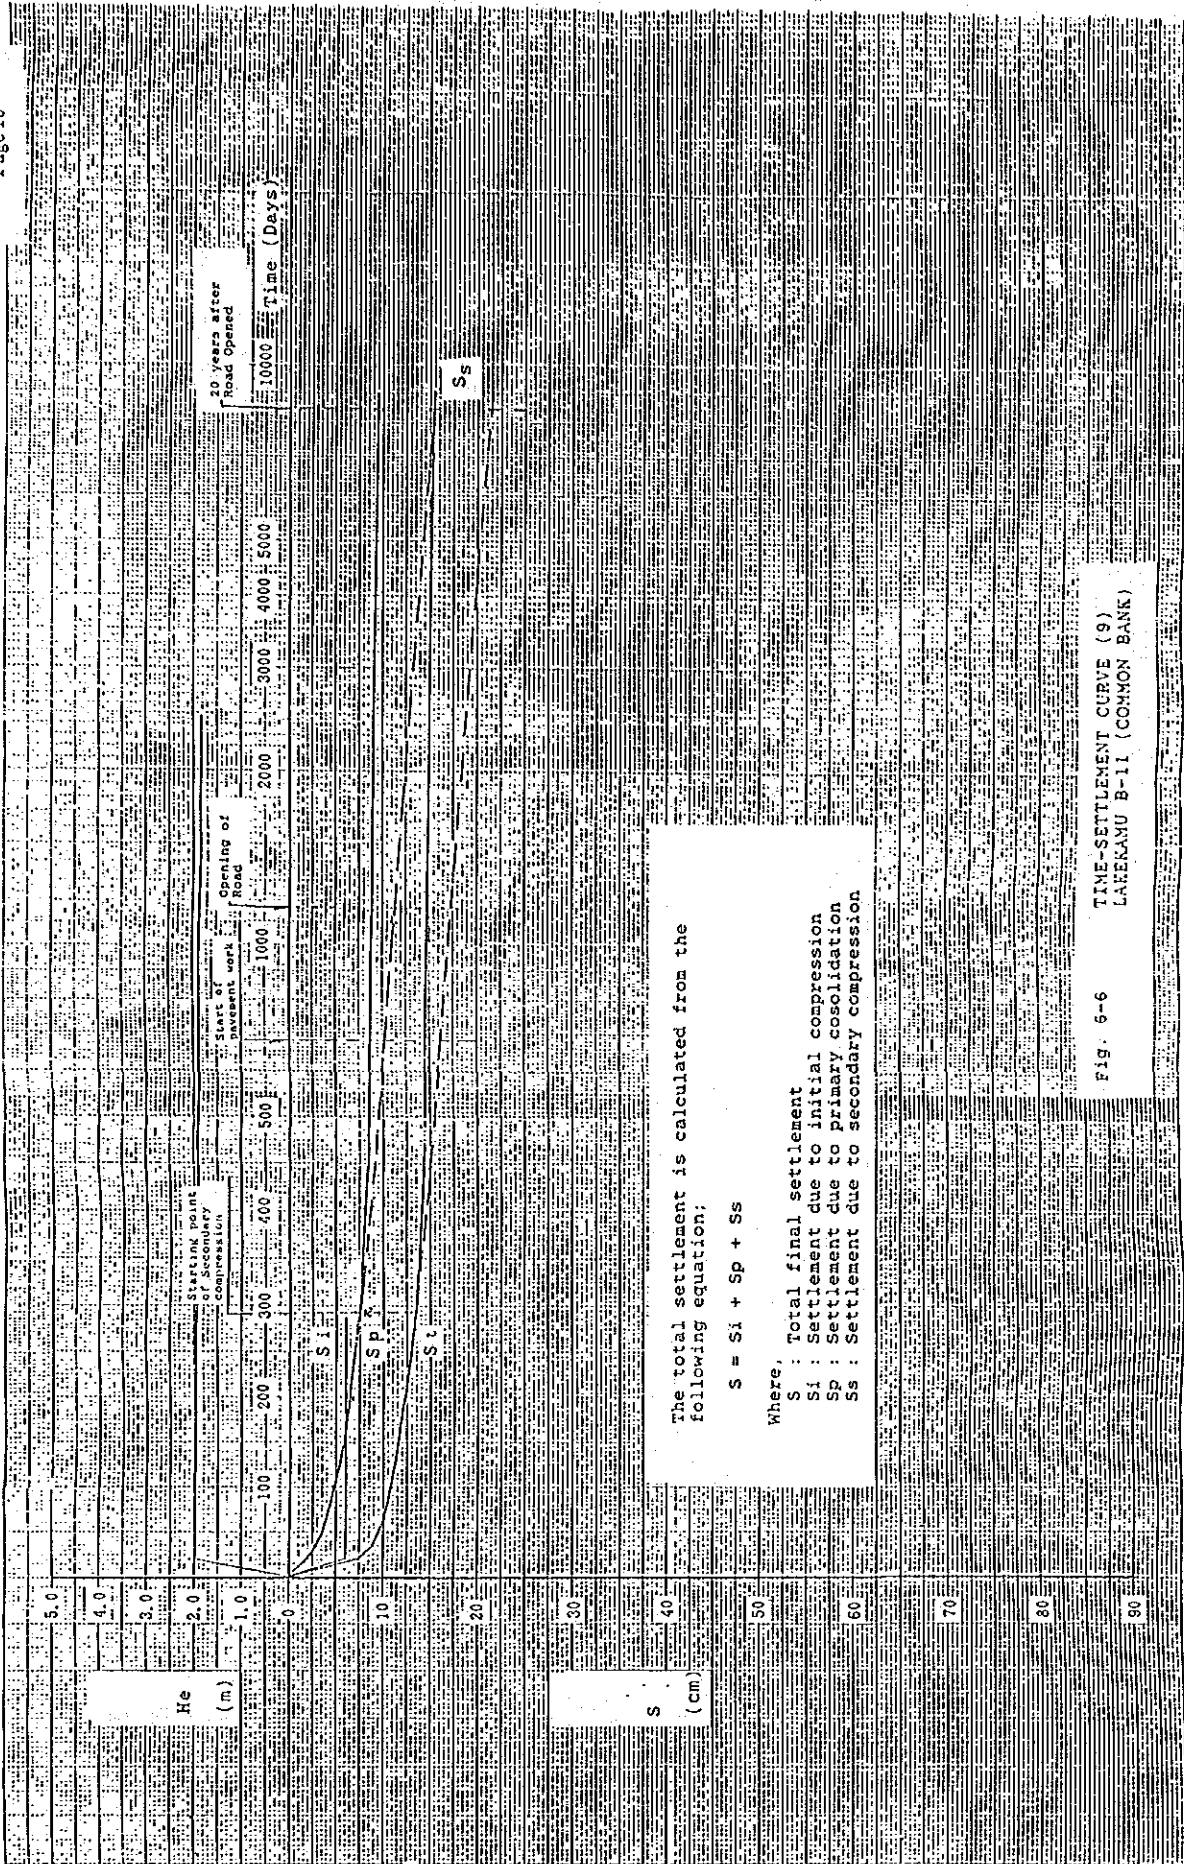 He
(m)
5.0
4.0
3.0
2.0
1.0
0
10
20
30
40
50
60
70
80
90
S
(cm)
Starting point
of Secondary
compression
Start of
pavement work
Opening of
Road
20 years after
Road Opened
100
200
300
400
500
1000
2000
3000
4000
5000
10000
Time (Days)
Si
Sp
St
Ss
The total settlement is calculated from the
following equation;
S = Si + Sp + Ss
Where,
S : Total final settlement
Si : Settlement due to initial compression
Sp : Settlement due to primary cosolidation
Ss : Settlement due to secondary compression
Fig. 6-6 TIME-SETTLEMENT CURVE (9)
LAKEKAMU B-11 (COMMON BANK)